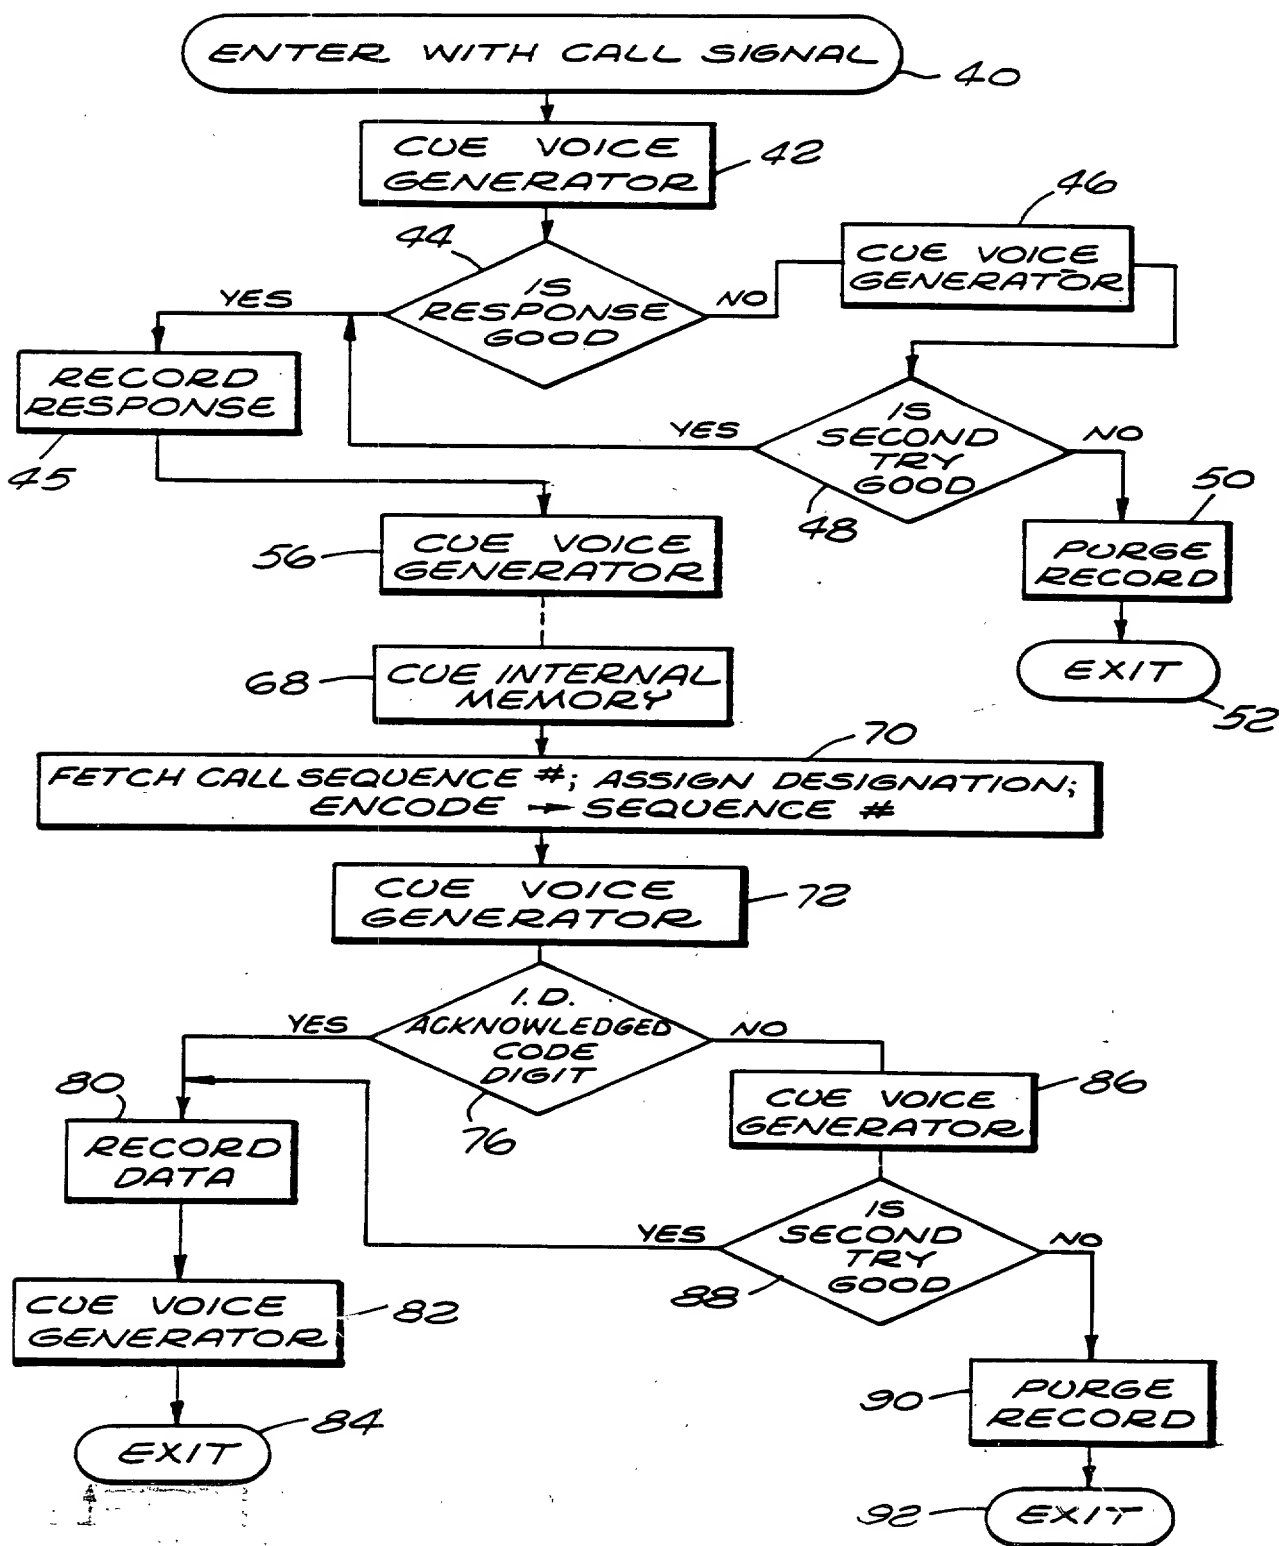 ENTER WITH CALL SIGNAL
40
CUE VOICE
GENERATOR
42
44
IS
RESPONSE
GOOD
YES
NO
46
CUE VOICE
GENERATOR
RECORD
RESPONSE
45
IS
SECOND
TRY
GOOD
YES
NO
48
50
PURGE
RECORD
EXIT
52
56
CUE VOICE
GENERATOR
68
CUE INTERNAL
MEMORY
70
FETCH CALL SEQUENCE #; ASSIGN DESIGNATION;
ENCODE → SEQUENCE #
CUE VOICE
GENERATOR
72
I.D.
ACKNOWLEDGED
CODE
DIGIT
YES
NO
76
80
RECORD
DATA
86
CUE VOICE
GENERATOR
IS
SECOND
TRY
GOOD
YES
NO
88
CUE VOICE
GENERATOR
82
EXIT
84
90
PURGE
RECORD
92
EXIT